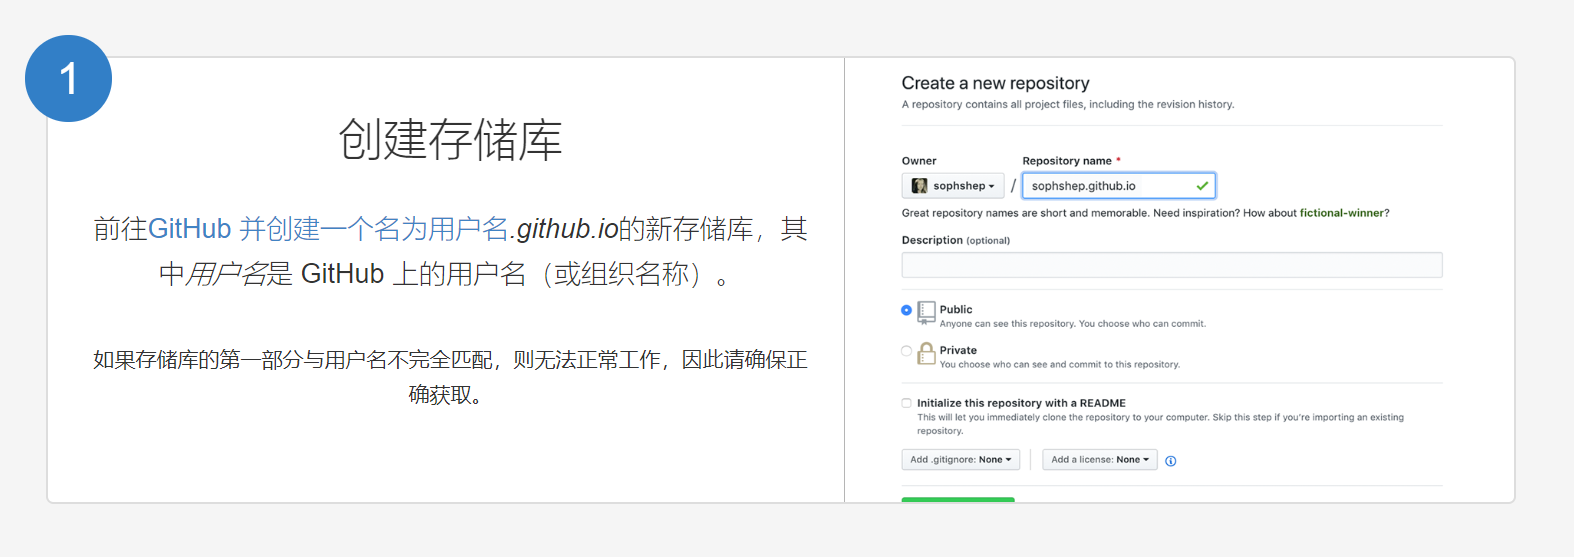 1
创建存储库
前往GitHub 并创建一个名为用户名.github.io的新存储库，其
中用户名是 GitHub 上的用户名（或组织名称）。
如果存储库的第一部分与用户名不完全匹配，则无法正常工作，因此请确保正
确获取。
Create a new repository
A repository contains all project files, including the revision history.
Owner
Repository name *
sophshep
/
sophshep.github.io
Great repository names are short and memorable. Need inspiration? How about fictional-winner?
Description (optional)
Public
Anyone can see this repository. You choose who can commit.
Private
You choose who can see and commit to this repository.
Initialize this repository with a README
This will let you immediately clone the repository to your computer. Skip this step if you're importing an existing
repository.
Add .gitignore: None
Add a license: None